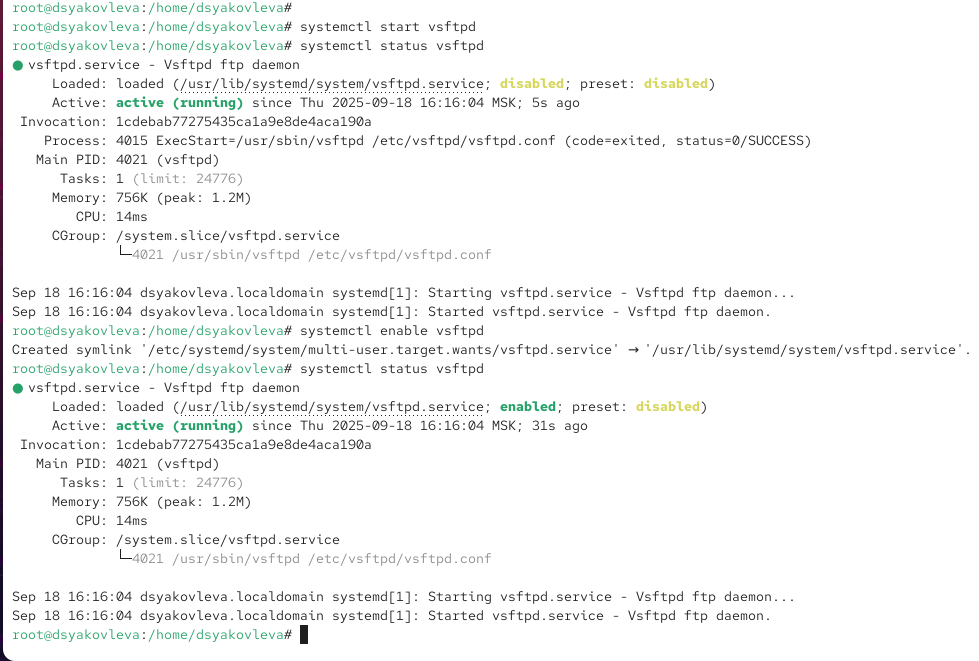 root@dsyakovleva:/home/dsyakovleva#
root@dsyakovleva:/home/dsyakovleva# systemctl start vsftpd
root@dsyakovleva:/home/dsyakovleva# systemctl status vsftpd
● vsftpd.service - Vsftpd ftp daemon
     Loaded: loaded (/usr/lib/systemd/system/vsftpd.service; disabled; preset: disabled)
     Active: active (running) since Thu 2025-09-18 16:16:04 MSK; 5s ago
 Invocation: 1cdebab77275435ca1a9e8de4aca190a
    Process: 4015 ExecStart=/usr/sbin/vsftpd /etc/vsftpd/vsftpd.conf (code=exited, status=0/SUCCESS)
   Main PID: 4021 (vsftpd)
      Tasks: 1 (limit: 24776)
     Memory: 756K (peak: 1.2M)
        CPU: 14ms
     CGroup: /system.slice/vsftpd.service
             └─4021 /usr/sbin/vsftpd /etc/vsftpd/vsftpd.conf

Sep 18 16:16:04 dsyakovleva.localdomain systemd[1]: Starting vsftpd.service - Vsftpd ftp daemon...
Sep 18 16:16:04 dsyakovleva.localdomain systemd[1]: Started vsftpd.service - Vsftpd ftp daemon.
root@dsyakovleva:/home/dsyakovleva# systemctl enable vsftpd
Created symlink '/etc/systemd/system/multi-user.target.wants/vsftpd.service' → '/usr/lib/systemd/system/vsftpd.service'.
root@dsyakovleva:/home/dsyakovleva# systemctl status vsftpd
● vsftpd.service - Vsftpd ftp daemon
     Loaded: loaded (/usr/lib/systemd/system/vsftpd.service; enabled; preset: disabled)
     Active: active (running) since Thu 2025-09-18 16:16:04 MSK; 31s ago
 Invocation: 1cdebab77275435ca1a9e8de4aca190a
   Main PID: 4021 (vsftpd)
      Tasks: 1 (limit: 24776)
     Memory: 756K (peak: 1.2M)
        CPU: 14ms
     CGroup: /system.slice/vsftpd.service
             └─4021 /usr/sbin/vsftpd /etc/vsftpd/vsftpd.conf

Sep 18 16:16:04 dsyakovleva.localdomain systemd[1]: Starting vsftpd.service - Vsftpd ftp daemon...
Sep 18 16:16:04 dsyakovleva.localdomain systemd[1]: Started vsftpd.service - Vsftpd ftp daemon.
root@dsyakovleva:/home/dsyakovleva#